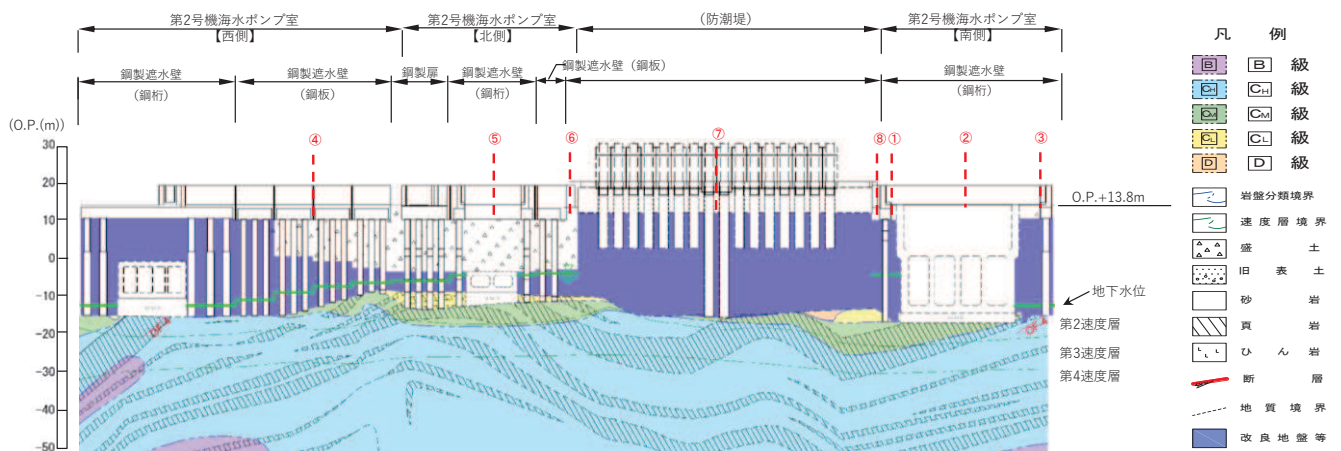 第2号機海水ポンプ室
【西側】
第2号機海水ポンプ室
【北側】
(防潮堤)
第2号機海水ポンプ室
【南側】
鋼製遮水壁
(鋼桁)
鋼製遮水壁
(鋼板)
鋼製扉
鋼製遮水壁
(鋼桁)
鋼製遮水壁(鋼板)
鋼製遮水壁
(鋼桁)
(O.P.(m))
30
20
10
0
-10
-20
-30
-40
-50
④
⑤
⑥
⑦
⑧
①
②
③
O.P.+13.8m
地下水位
第2速度層
第3速度層
第4速度層
凡 例
B B 級
CH CH 級
CM CM 級
CL CL 級
D D 級
岩盤分類境界
速度層境界
盛 土
旧表土
砂 岩
頁 岩
ひん岩
断 層
地質境界
改良地盤等